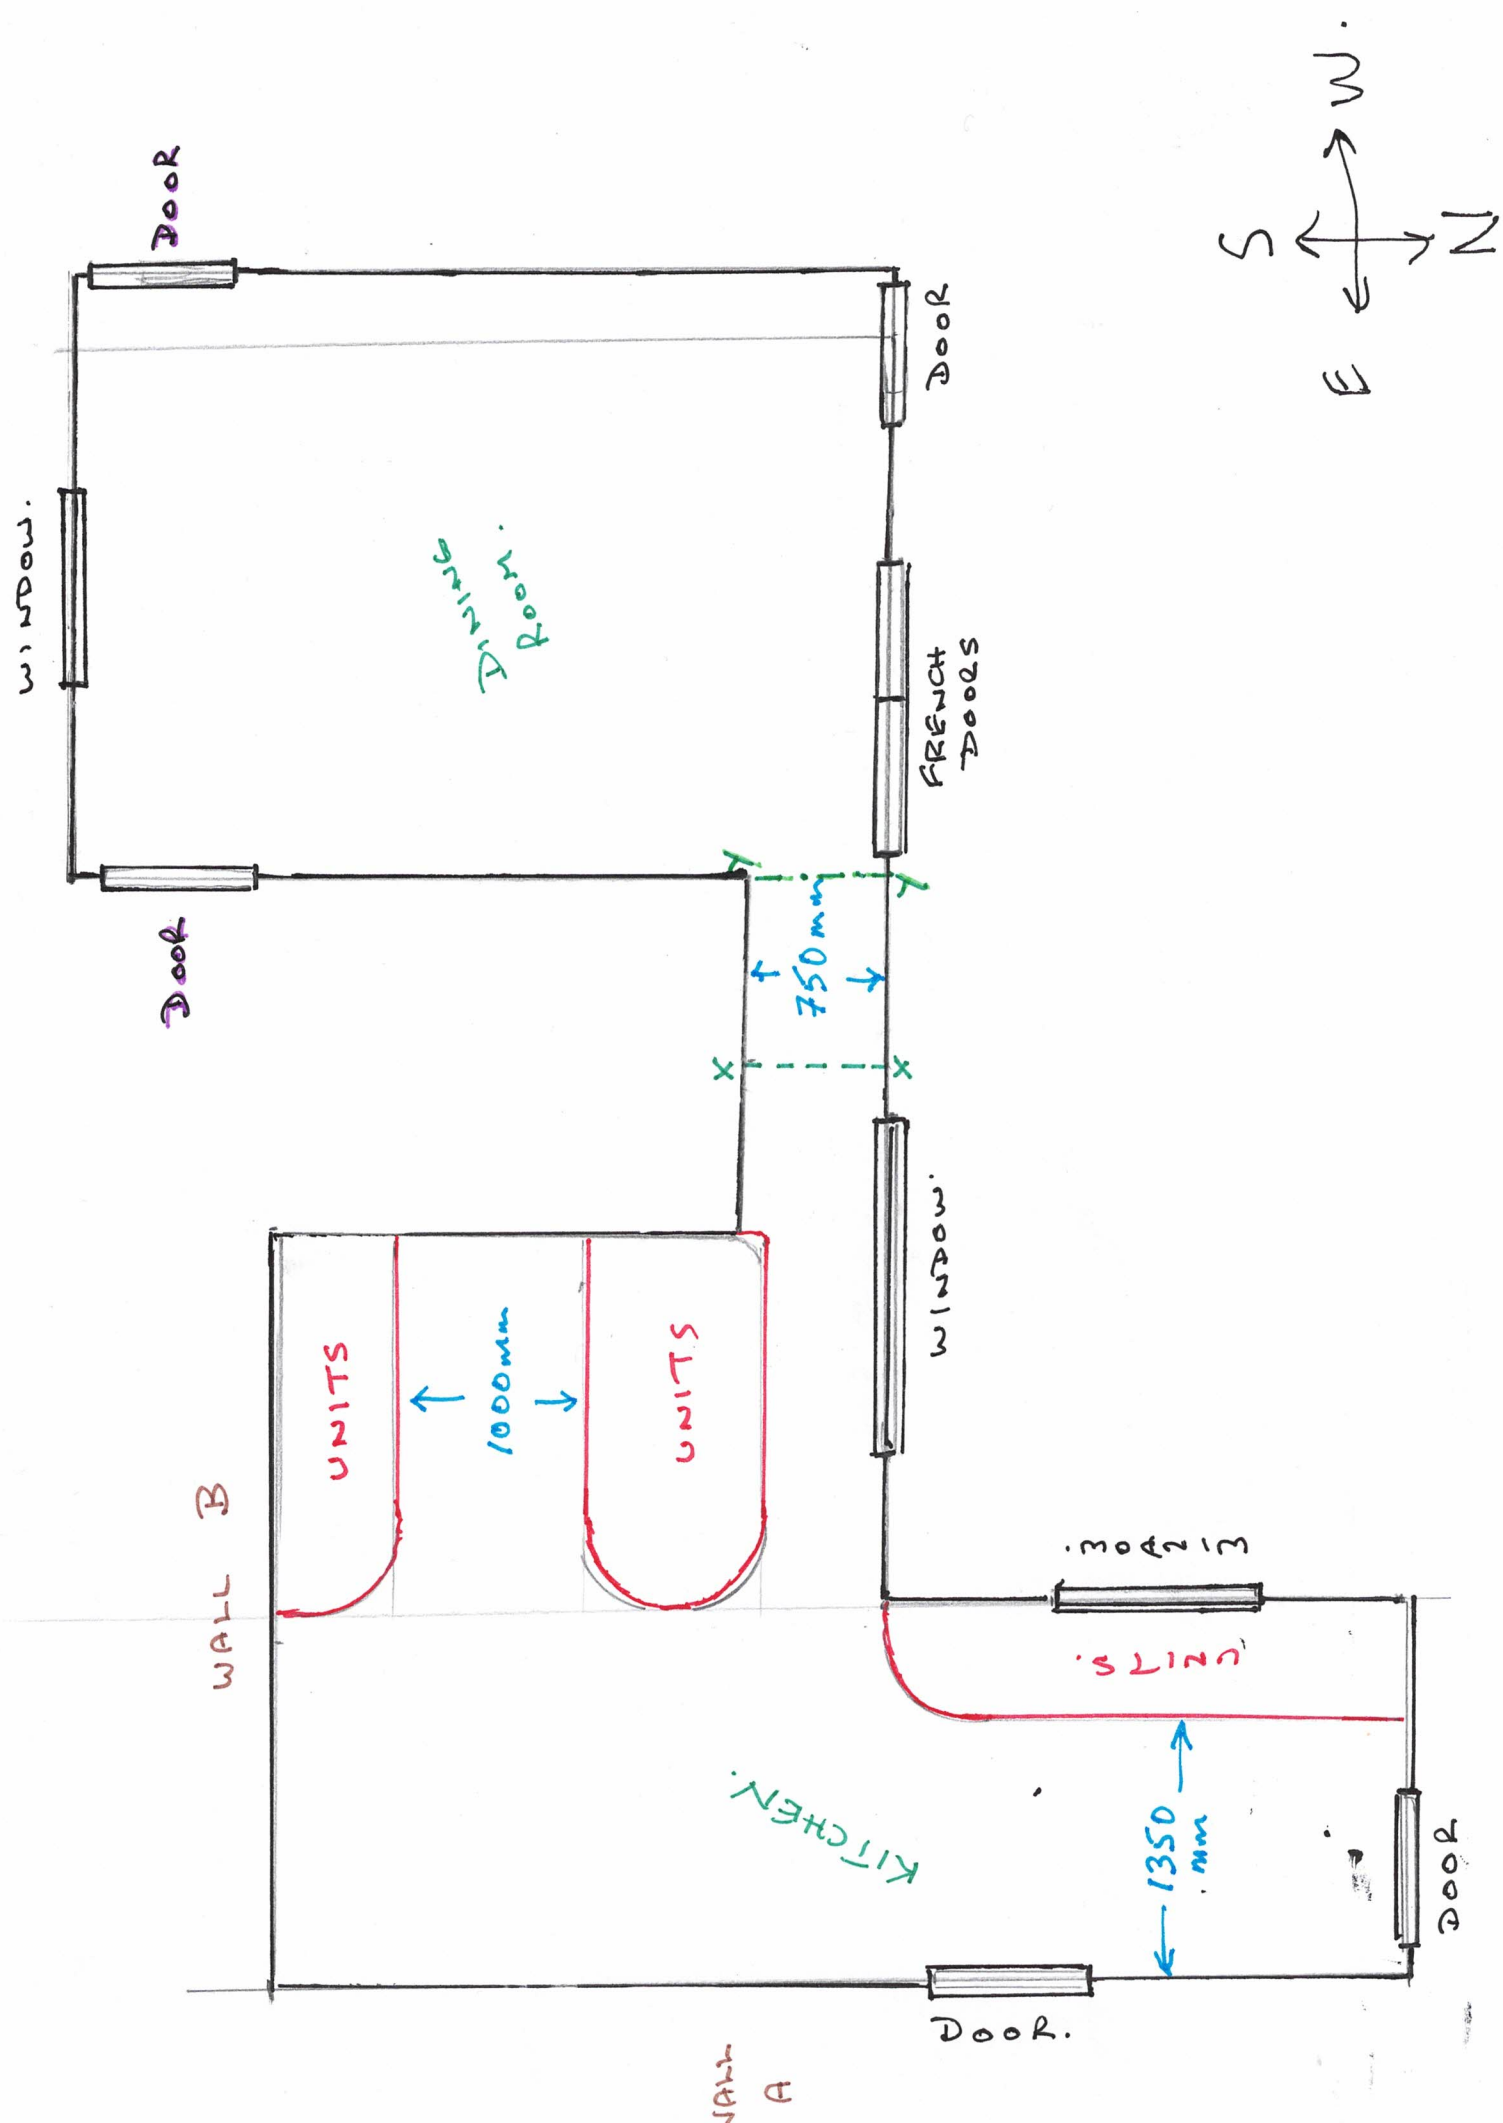 DOOR
WINDOW.
DINING
ROOM.
DOOR
FRENCH
DOORS
DOOR
Y
Y
750mm
X
X
WINDOW.
UNITS
1000mm
UNITS
WALL B
WINDOW.
UNITS.
KITCHEN.
1350
mm
DOOR
DOOR.
WALL
A
S
W.
E
N